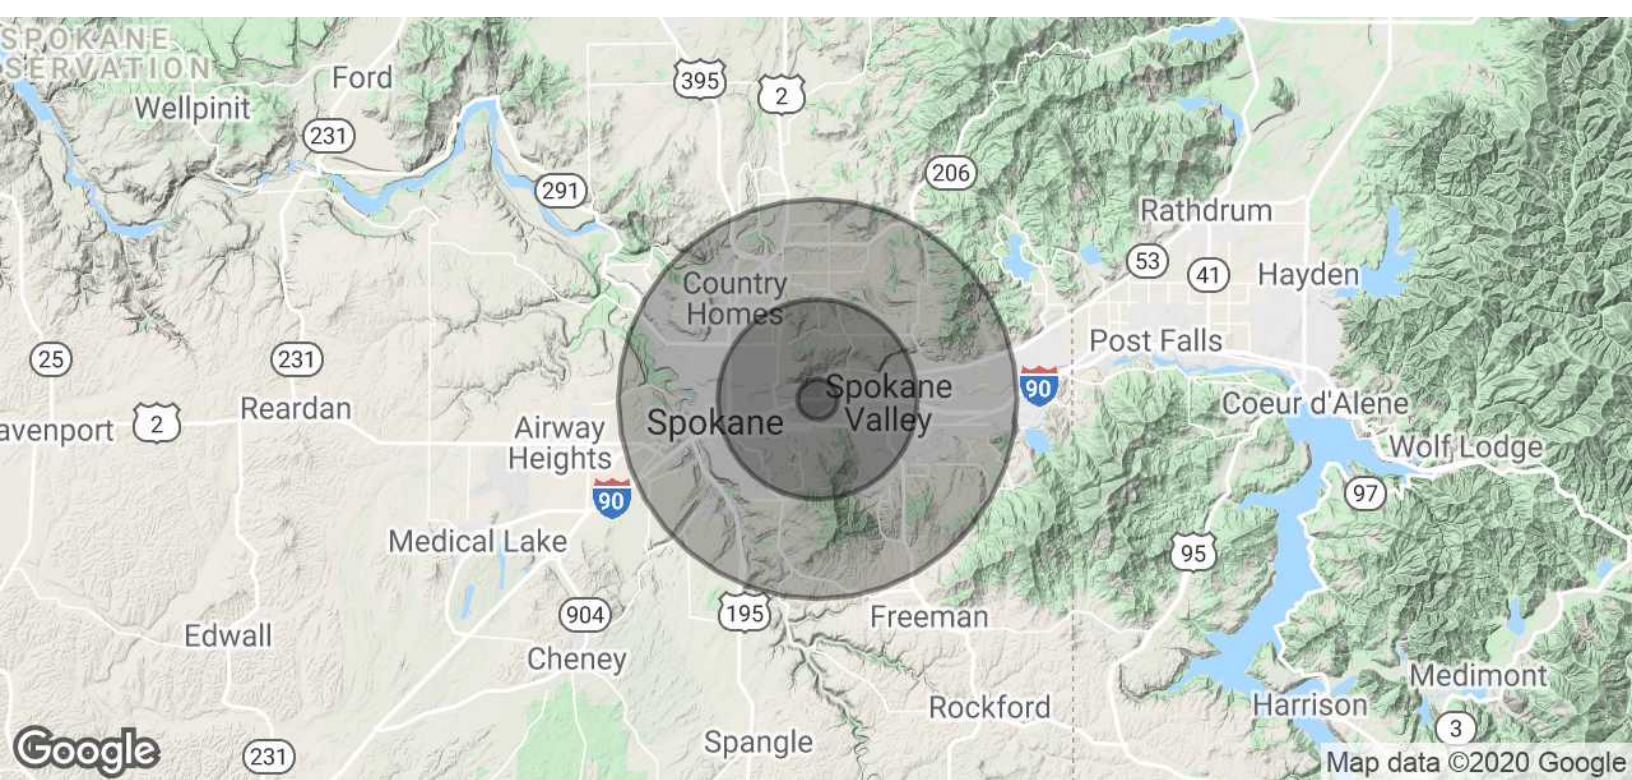 SPOKANE
SERVATION
Ford
Wellpinit
395
2
231
291
206
Rathdrum
53
41
Hayden
Country
Homes
Post Falls
25
231
90
Spokane
Valley
Reardan
2
avenport
Spokane
Airway
Heights
Coeur d'Alene
Wolf Lodge
90
97
Medical Lake
95
904
195
Freeman
Edwall
Cheney
Medimont
Rockford
Harrison
3
Spangle
Google
231
Map data ©2020 Google